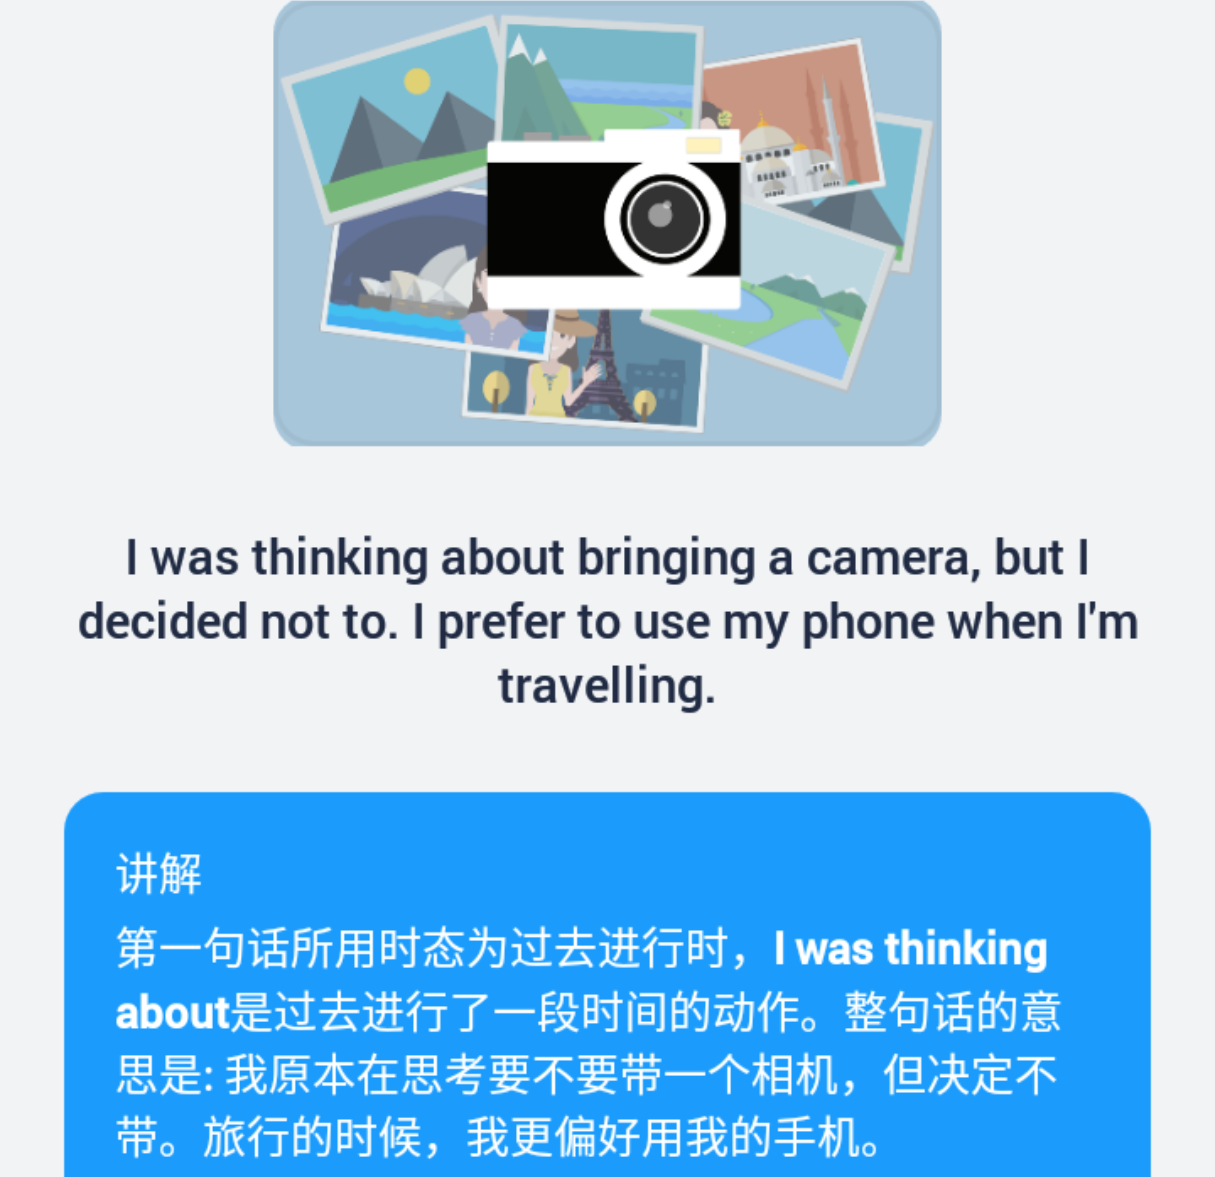 I was thinking about bringing a camera, but I
decided not to. I prefer to use my phone when I'm
travelling.
讲解
第一句话所用时态为过去进行时，I was thinking
about是过去进行了一段时间的动作。整句话的意
思是: 我原本在思考要不要带一个相机，但决定不
带。旅行的时候，我更偏好用我的手机。